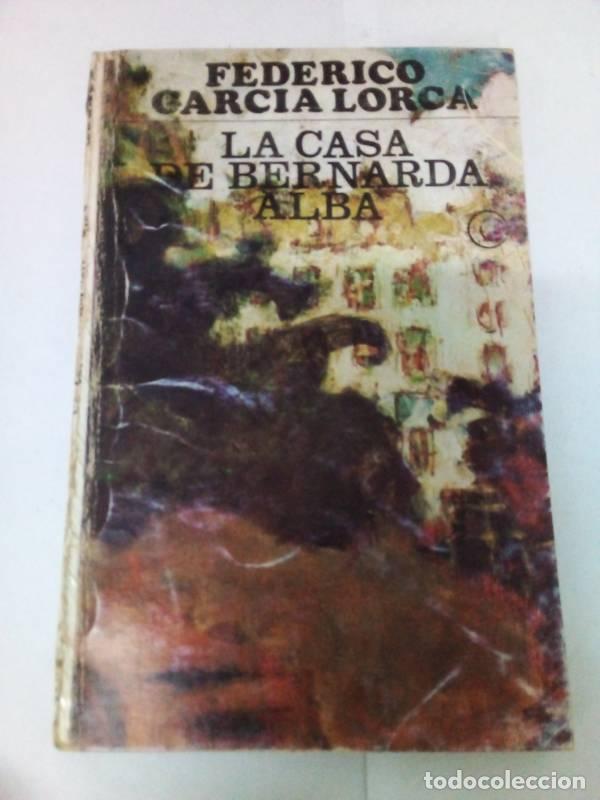 FEDERICO
GARCIA LORCA
LA CASA
DE BERNARDA
ALBA
todocoleccion